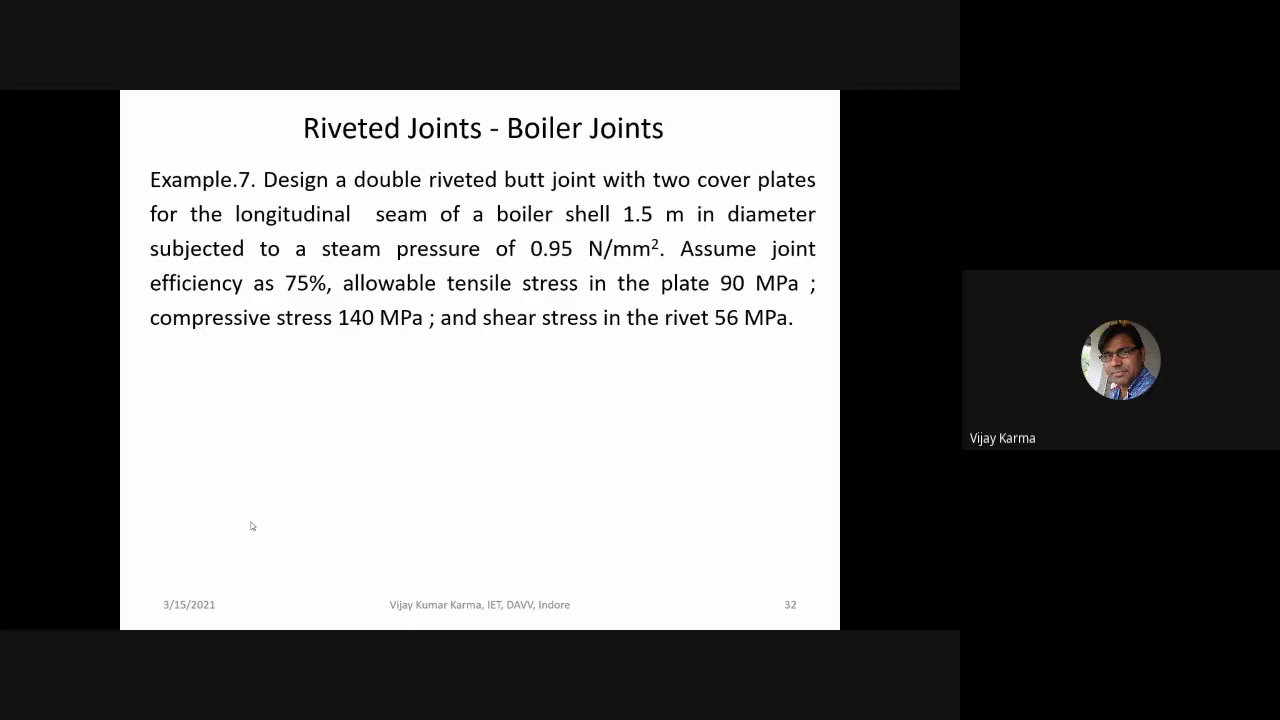 Riveted Joints - Boiler Joints
Example.7. Design a double riveted butt joint with two cover plates
for the longitudinal seam of a boiler shell 1.5 m in diameter
subjected to a steam pressure of 0.95 N/mm². Assume joint
efficiency as 75%, allowable tensile stress in the plate 90 MPa ;
compressive stress 140 MPa ; and shear stress in the rivet 56 MPa.
Vijay Karma
3/15/2021
Vijay Kumar Karma, IET, DAVV, Indore
32